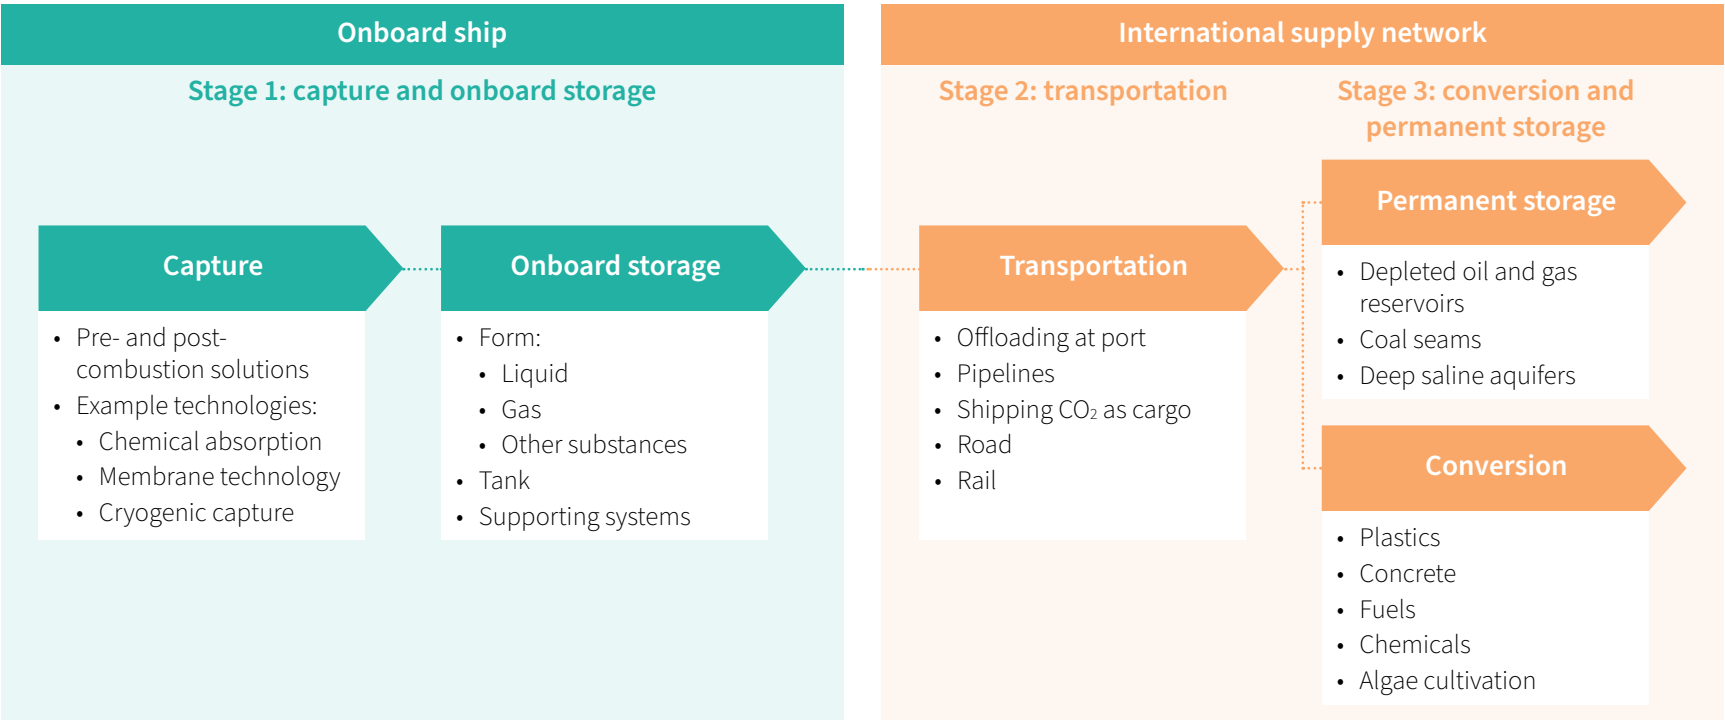 Onboard ship
Stage 1: capture and onboard storage
Capture
• Pre- and post-
combustion solutions
• Example technologies:
• Chemical absorption
• Membrane technology
• Cryogenic capture
Onboard storage
• Form:
• Liquid
• Gas
• Other substances
• Tank
• Supporting systems
International supply network
Stage 2: transportation
Transportation
• Offloading at port
• Pipelines
• Shipping CO₂ as cargo
• Road
• Rail
Stage 3: conversion and
permanent storage
Permanent storage
• Depleted oil and gas
reservoirs
• Coal seams
• Deep saline aquifers
Conversion
• Plastics
• Concrete
• Fuels
• Chemicals
• Algae cultivation